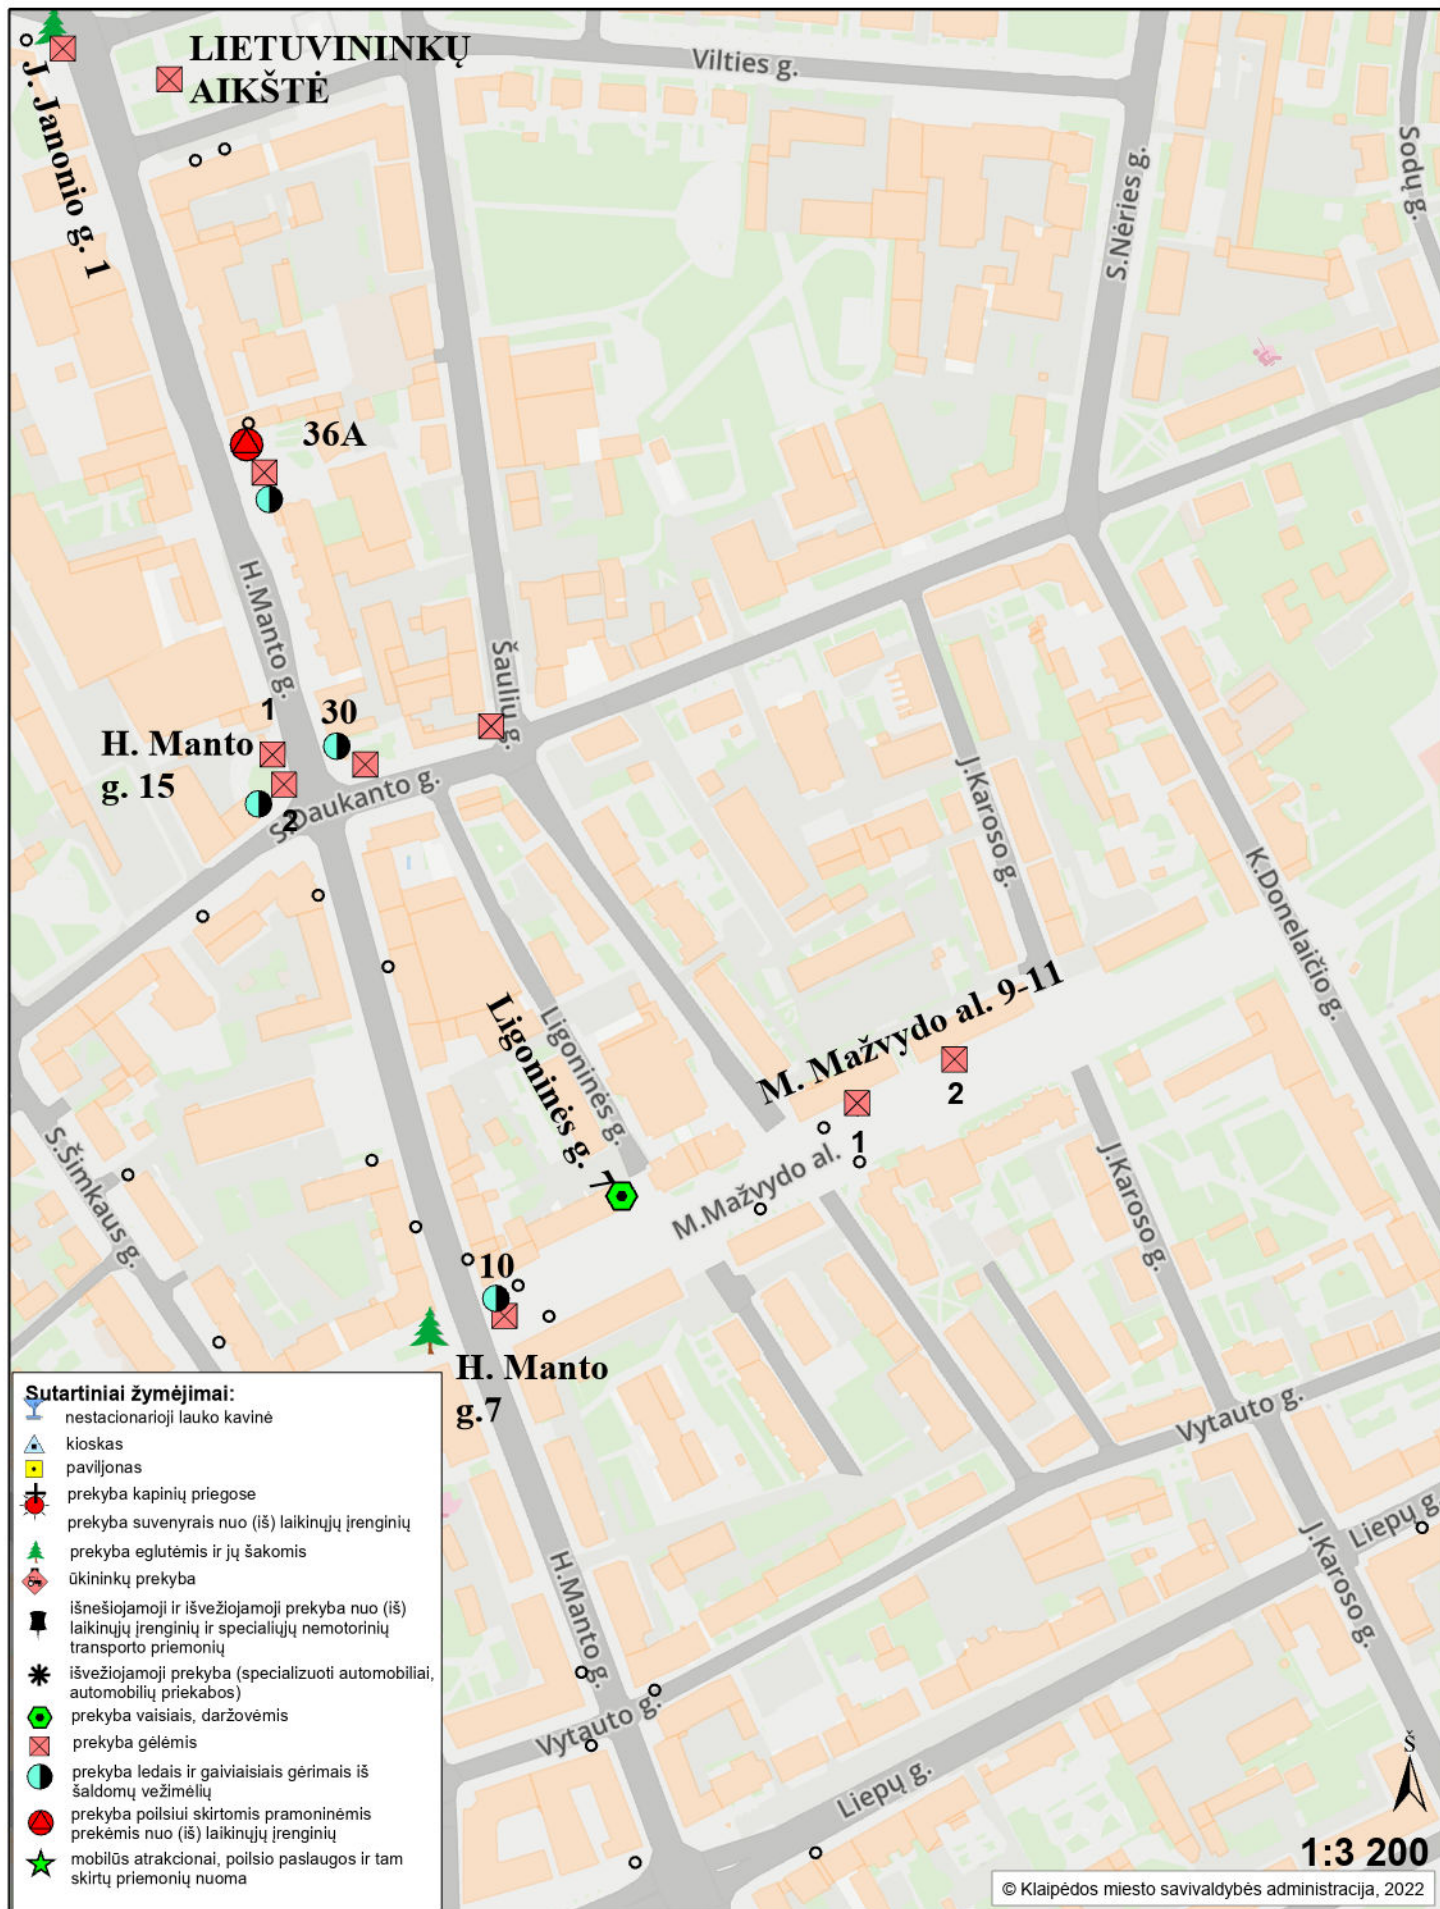 LIETUVININKŲ
AIKŠTĖ
Vilties g.
J. Janonio g. 1
S.Nėries g.
Sodų g.
36A
H.Manto g.
Šaulių g.
1
30
H. Manto
g. 15
2
S.Daukanto g.
J.Karoso g.
K.Donelaičio g.
Ligoninės g. 7
Ligoninės g.
M. Mažvydo al. 9-11
2
1
M.Mažvydo al.
S.Šimkaus g.
J.Karoso g.
10
H. Manto
g.7
Vytauto g.
Liepų g.
J.Karoso g.
H.Manto g.
Vytauto g.
Liepų g.
Sutartiniai žymėjimai:
nestacionarioji lauko kavinė
kioskas
paviljonas
prekyba kapinių priegose
prekyba suvenyrais nuo (iš) laikinųjų įrenginių
prekyba eglutėmis ir jų šakomis
ūkininkų prekyba
išnešiojamoji ir išvežiojamoji prekyba nuo (iš)
laikinųjų įrenginių ir specialiųjų nemotorinių
transporto priemonių
išvežiojamoji prekyba (specializuoti automobiliai,
automobilių priekabos)
prekyba vaisiais, daržovėmis
prekyba gėlėmis
prekyba ledais ir gaiviaisiais gėrimais iš
šaldomų vežimėlių
prekyba poilsiui skirtomis pramoninėmis
prekėmis nuo (iš) laikinųjų įrenginių
mobilūs atrakcionai, poilsio paslaugos ir tam
skirtų priemonių nuoma
Š
1:3 200
© Klaipėdos miesto savivaldybės administracija, 2022